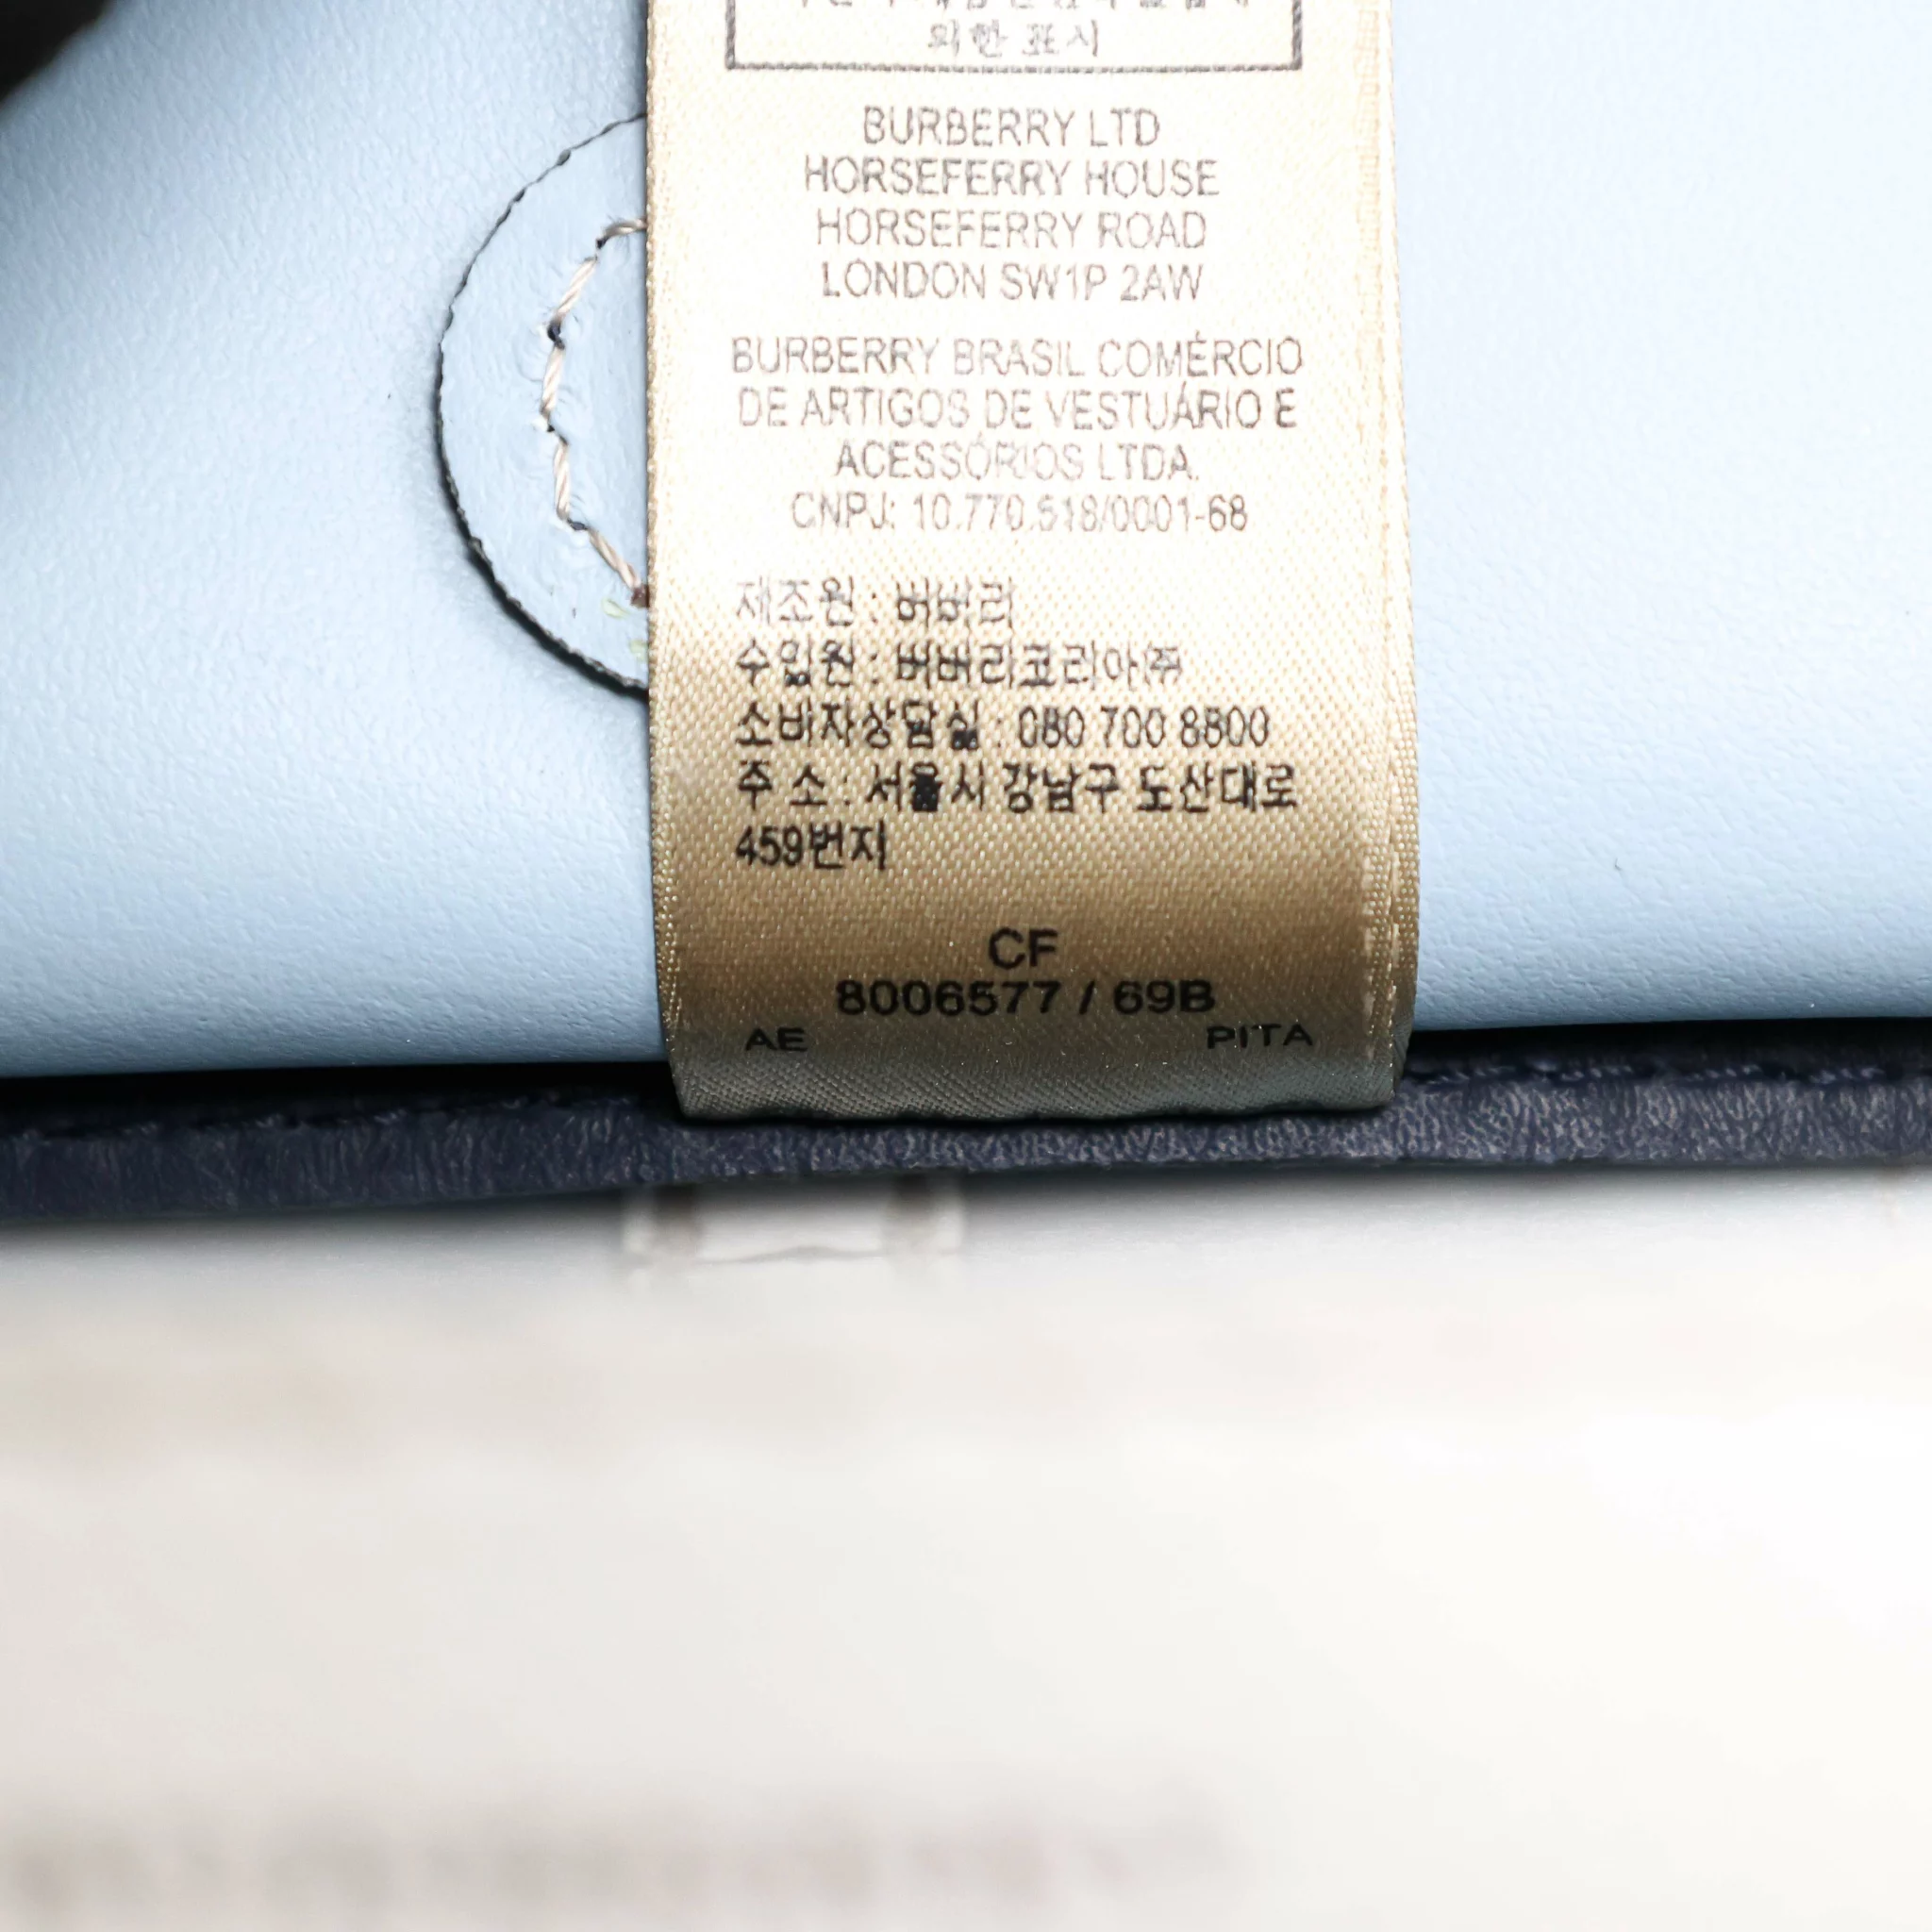 의한 표시
BURBERRY LTD
HORSEFERRY HOUSE
HORSEFERRY ROAD
LONDON SW1P 2AW
BURBERRY BRASIL COMÉRCIO
DE ARTIGOS DE VESTUÁRIO E
ACESSÓRIOS LTDA.
CNPJ: 10.770.518/0001-68
제조원 : 버버리
수입원 : 버버리코리아㈜
소비자상담실 : 080 700 8800
주 소 : 서울시 강남구 도산대로
459번지
CF
8006577 / 69B
AE PITA